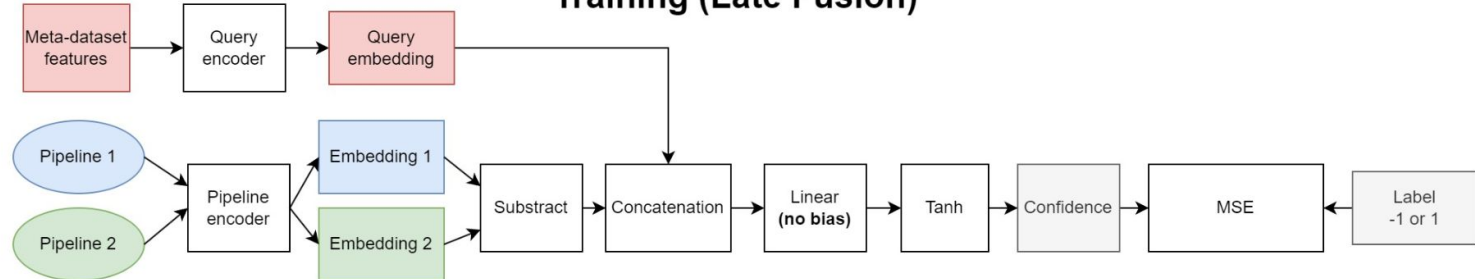 Training (Late Fusion)
Meta-dataset
features
Query
encoder
Query
embedding
Pipeline 1
Pipeline 2
Pipeline
encoder
Embedding 1
Embedding 2
Substract
Concatenation
Linear
(no bias)
Tanh
Confidence
MSE
Label
-1 or 1